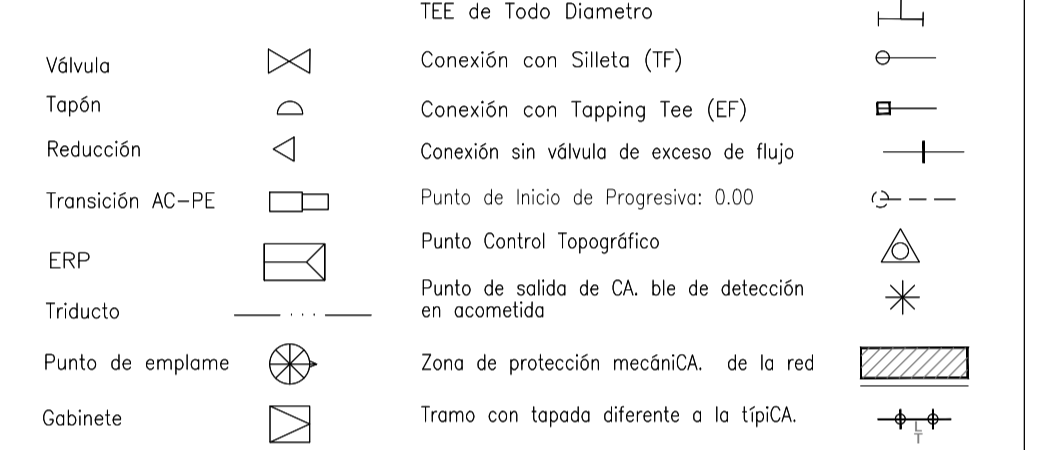 TEE de Todo Diametro
Válvula
Conexión con Silleta (TF)
Tapón
Conexión con Tapping Tee (EF)
Reducción
Conexión sin válvula de exceso de flujo
Transición AC-PE
Punto de Inicio de Progresiva: 0.00
ERP
Punto Control Topográfico
Triducto
Punto de salida de CA. ble de detección
en acometida
Punto de emplame
Zona de protección mecániCA. de la red
Gabinete
Tramo con tapada diferente a la típiCA.
L
T